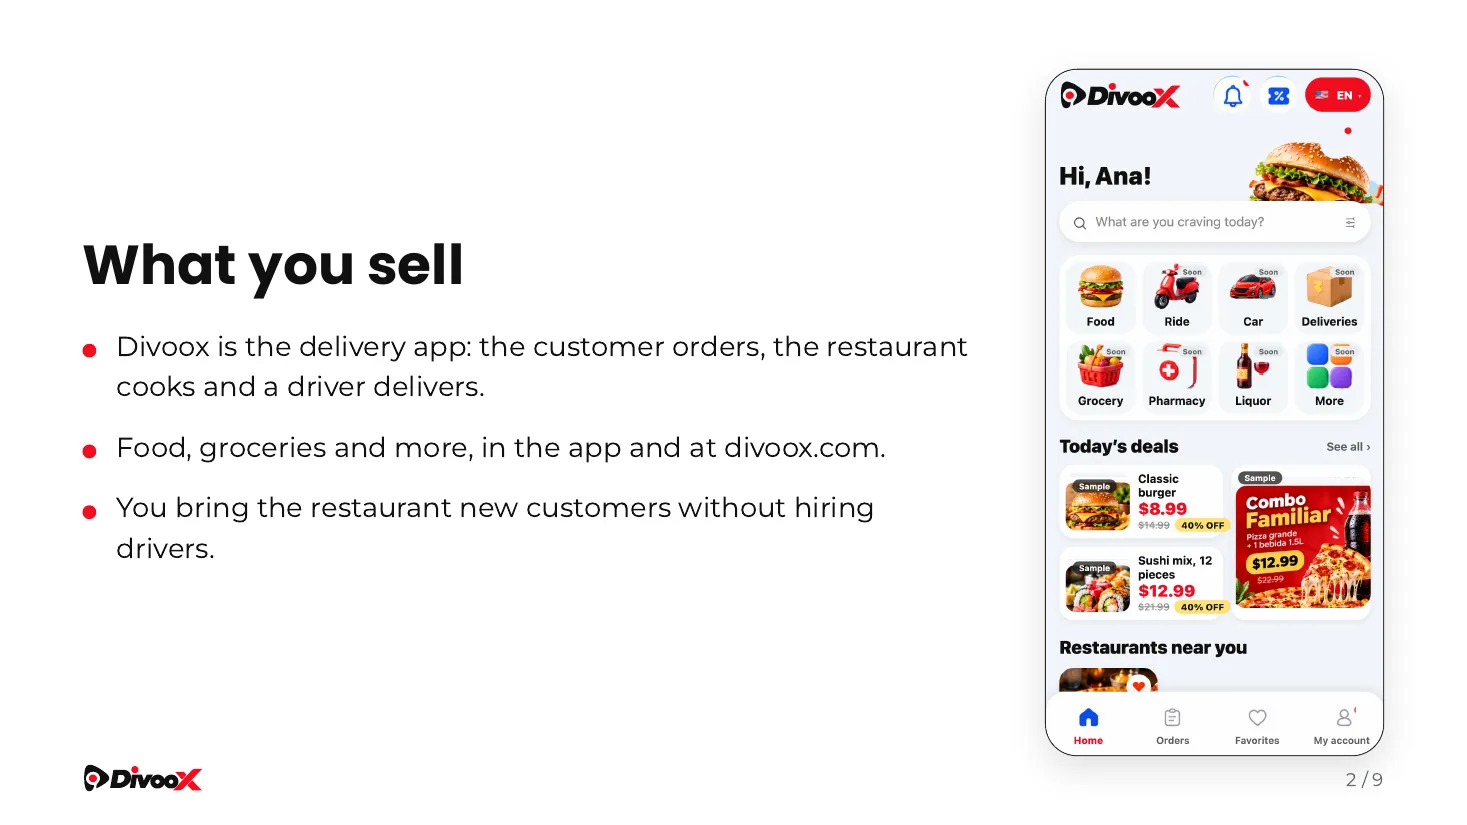 What you sell
Divoox is the delivery app: the customer orders, the restaurant
cooks and a driver delivers.
Food, groceries and more, in the app and at divoox.com.
You bring the restaurant new customers without hiring
drivers.
DivooX
EN
Hi, Ana!
What are you craving today?
Food
Soon
Ride
Soon
Car
Soon
Deliveries
Soon
Grocery
Soon
Pharmacy
Soon
Liquor
Soon
More
Today's deals
See all ›
Sample
Classic
burger
$8.99
$14.99
40% OFF
Sample
Sushi mix, 12
pieces
$12.99
$21.99
40% OFF
Sample
Combo
Familiar
Pizza grande
+ 1 bebida 1.5L
$12.99
$22.99
Restaurants near you
Home
Orders
Favorites
My account
DivooX
2 / 9